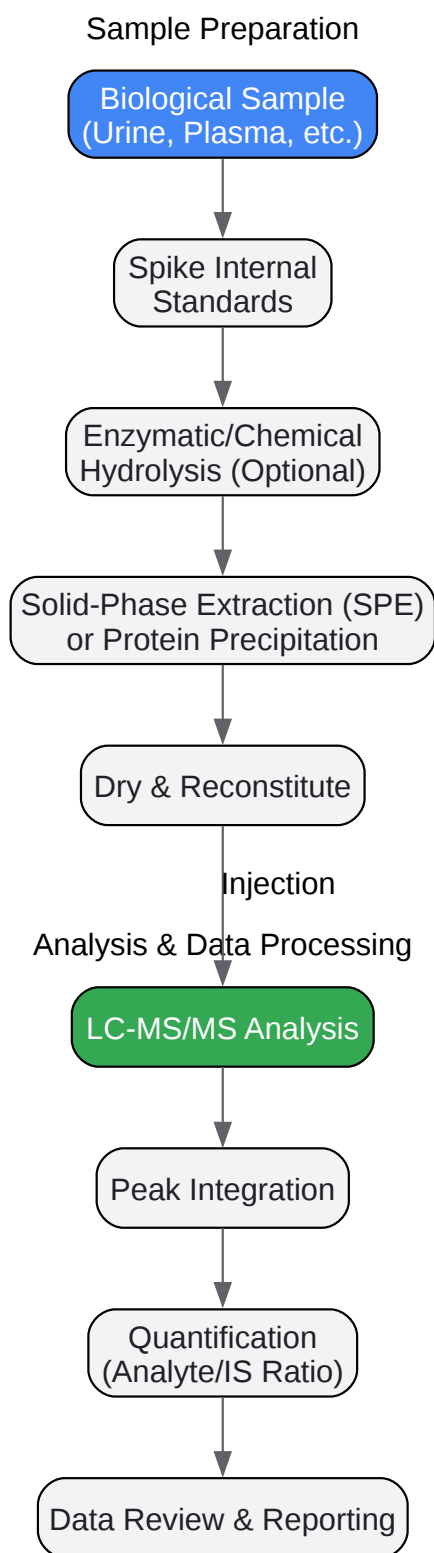 Sample Preparation
Biological Sample
(Urine, Plasma, etc.)
Spike Internal
Standards
Enzymatic/Chemical
Hydrolysis (Optional)
Solid-Phase Extraction (SPE)
or Protein Precipitation
Dry & Reconstitute
Injection
Analysis & Data Processing
LC-MS/MS Analysis
Peak Integration
Quantification
(Analyte/IS Ratio)
Data Review & Reporting